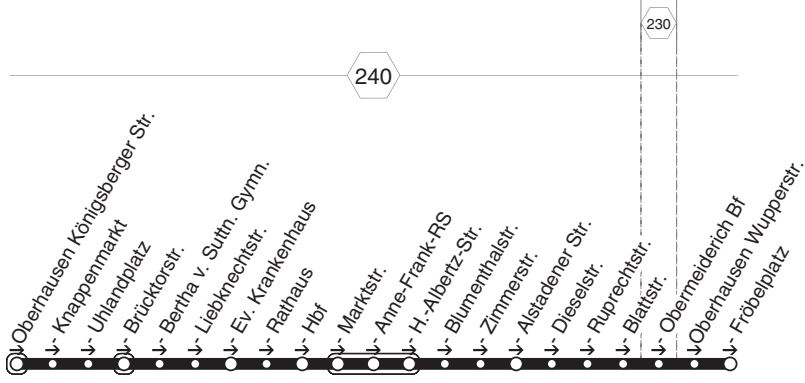 230
240
Oberhausen Königsberger Str.
- Knappenmarkt
- Uhlandplatz
Brücktorstr.
- Bertha v. Suttn. Gymn.
- Liebknechtstr.
- Ev. Krankenhaus
- Rathaus
- Hbf
- Marktstr.
- Anne-Frank-RS
- H.-Albertz-Str.
- Blumenthalstr.
- Zimmerstr.
- Alstadener Str.
- Dieselstr.
- Ruprechtstr.
- Blattstr.
- Obermeiderich Bf
Oberhausen Wupperstr.
- Fröbelplatz